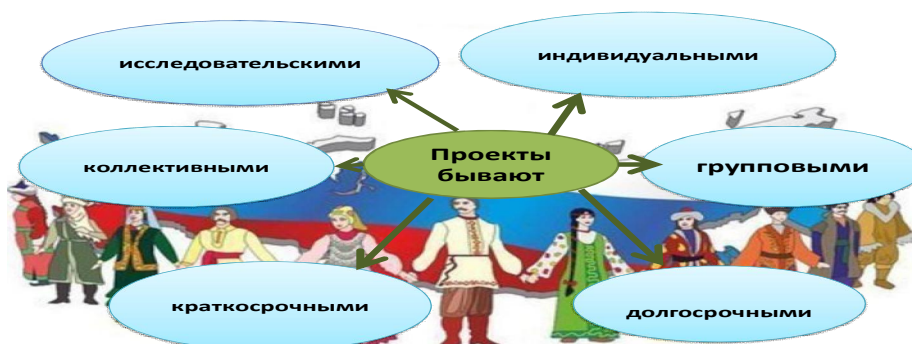 исследовательскими
индивидуальными
Проекты
бывают
коллективными
групповыми
краткосрочными
долгосрочными